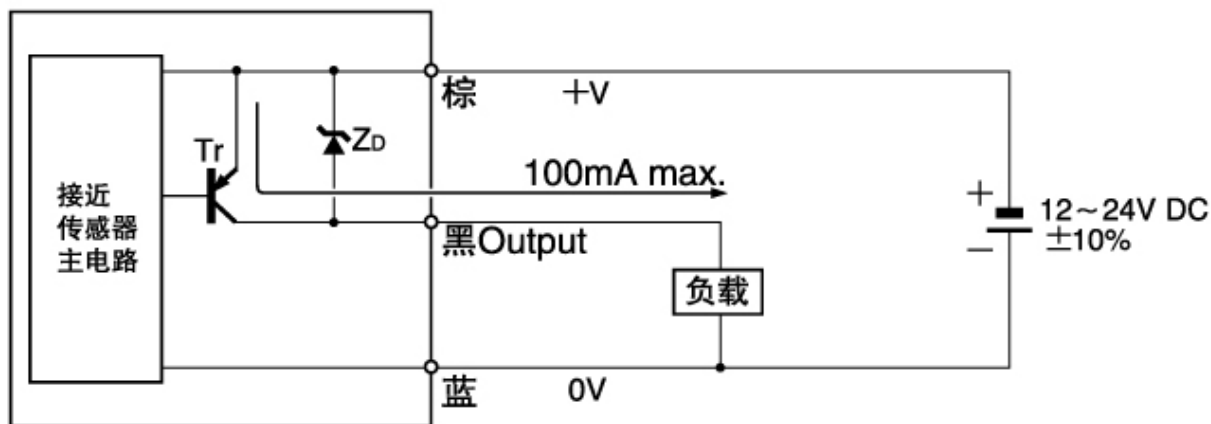 棕 +V
Tr
ZD
100mA max.
接近
传感器
主电路
黑Output
负载
+
12~24V DC
±10%
−
蓝 0V